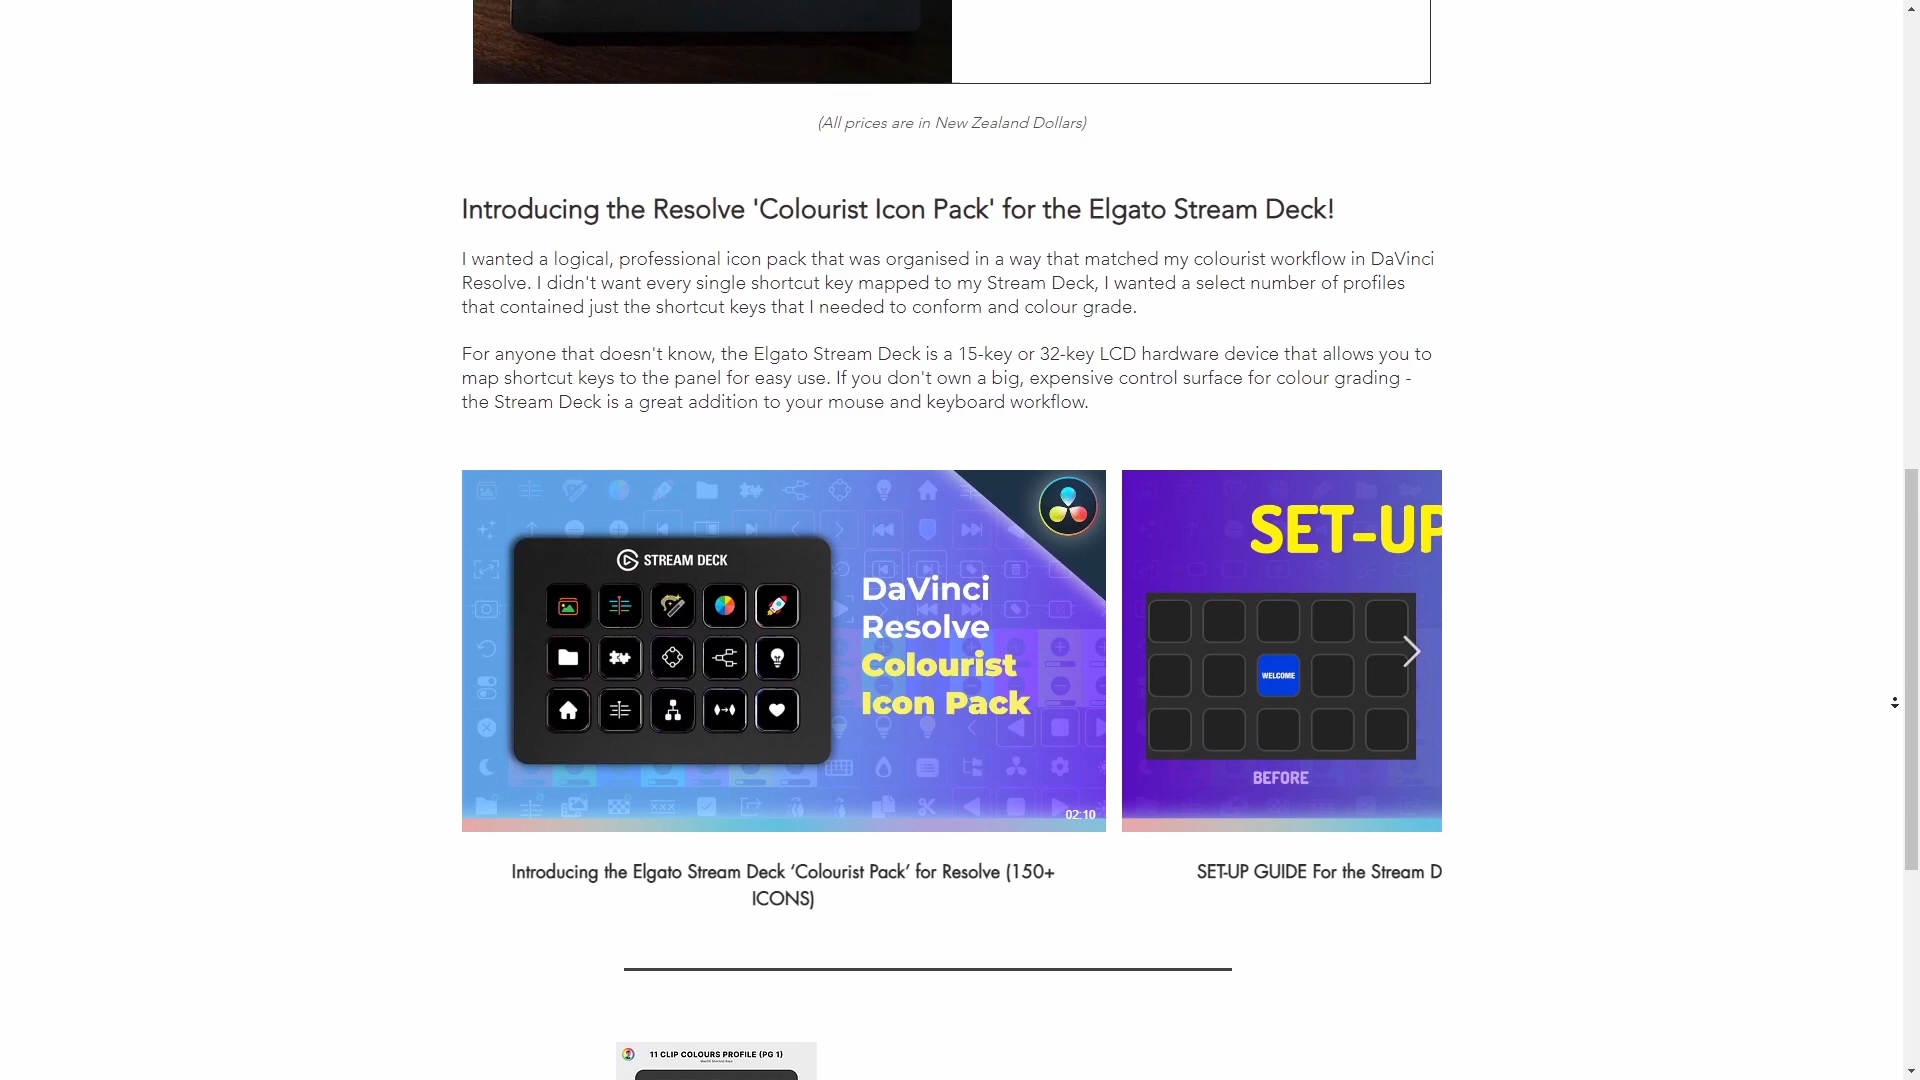 (All prices are in New Zealand Dollars)
Introducing the Resolve 'Colourist Icon Pack' for the Elgato Stream Deck!
I wanted a logical, professional icon pack that was organised in a way that matched my colourist workflow in DaVinci
Resolve. I didn't want every single shortcut key mapped to my Stream Deck, I wanted a select number of profiles
that contained just the shortcut keys that I needed to conform and colour grade.
For anyone that doesn't know, the Elgato Stream Deck is a 15-key or 32-key LCD hardware device that allows you to
map shortcut keys to the panel for easy use. If you don't own a big, expensive control surface for colour grading -
the Stream Deck is a great addition to your mouse and keyboard workflow.
STREAM DECK
DaVinci
Resolve
Colourist
Icon Pack
02:10
SET-UP
WELCOME
BEFORE
Introducing the Elgato Stream Deck ‘Colourist Pack’ for Resolve (150+
ICONS)
SET-UP GUIDE For the Stream D
11 CLIP COLOURS PROFILE (PG 1)